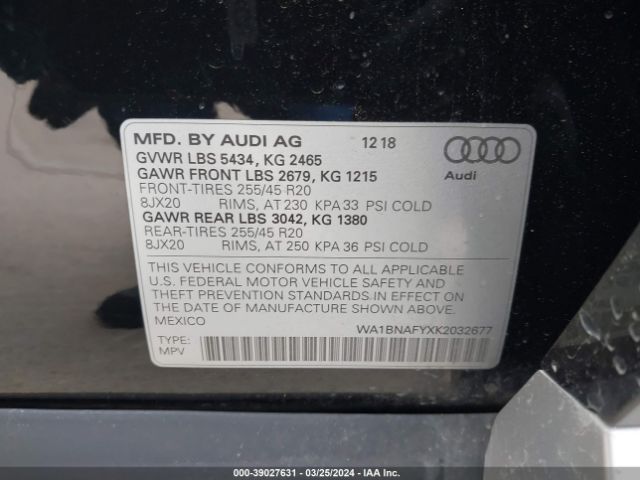 MFD. BY AUDI AG 12 18
GVWR LBS 5434, KG 2465
GAWR FRONT LBS 2679, KG 1215
Audi
FRONT-TIRES 255/45 R20
8JX20 RIMS, AT 230 KPA 33 PSI COLD
GAWR REAR LBS 3042, KG 1380
REAR-TIRES 255/45 R20
8JX20 RIMS, AT 250 KPA 36 PSI COLD
THIS VEHICLE CONFORMS TO ALL APPLICABLE
U.S. FEDERAL MOTOR VEHICLE SAFETY AND
THEFT PREVENTION STANDARDS IN EFFECT ON
THE DATE OF MANUFACTURE SHOWN ABOVE.
MEXICO WA1BNAFYXK2032677
TYPE:
MPV
000-39027631 - 03/25/2024 - IAA Inc.